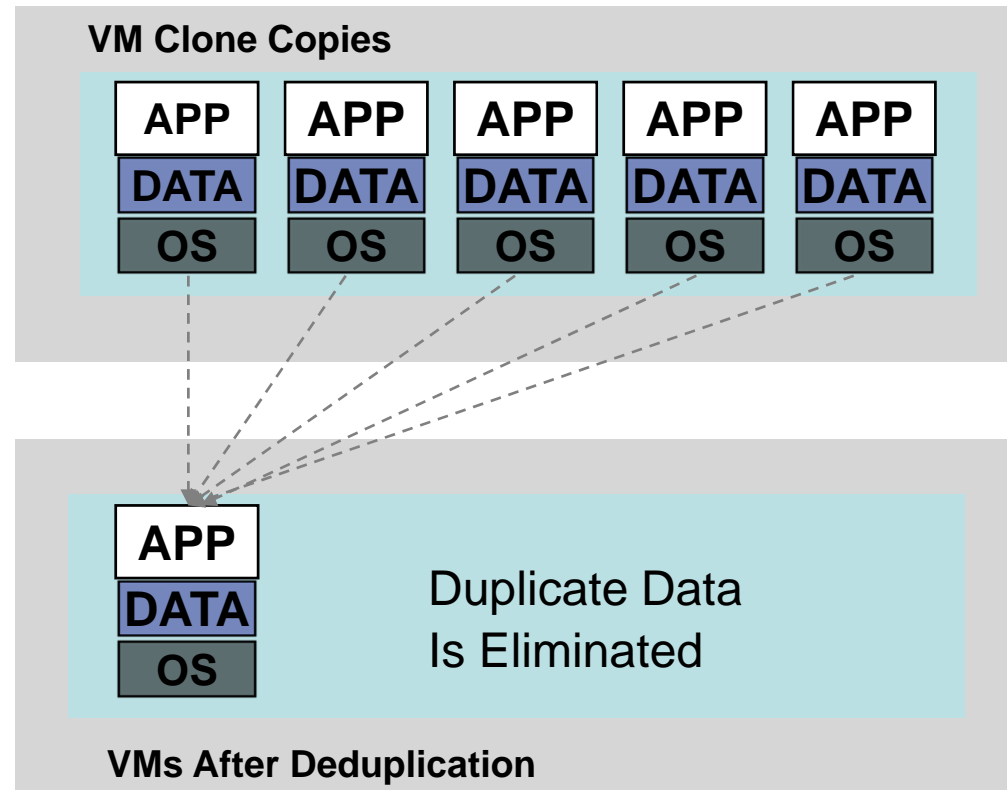 VM Clone Copies
APP APP APP APP APP
DATA DATA DATA DATA DATA
OS OS OS OS OS
APP
DATA
OS
Duplicate Data
Is Eliminated
VMs After Deduplication